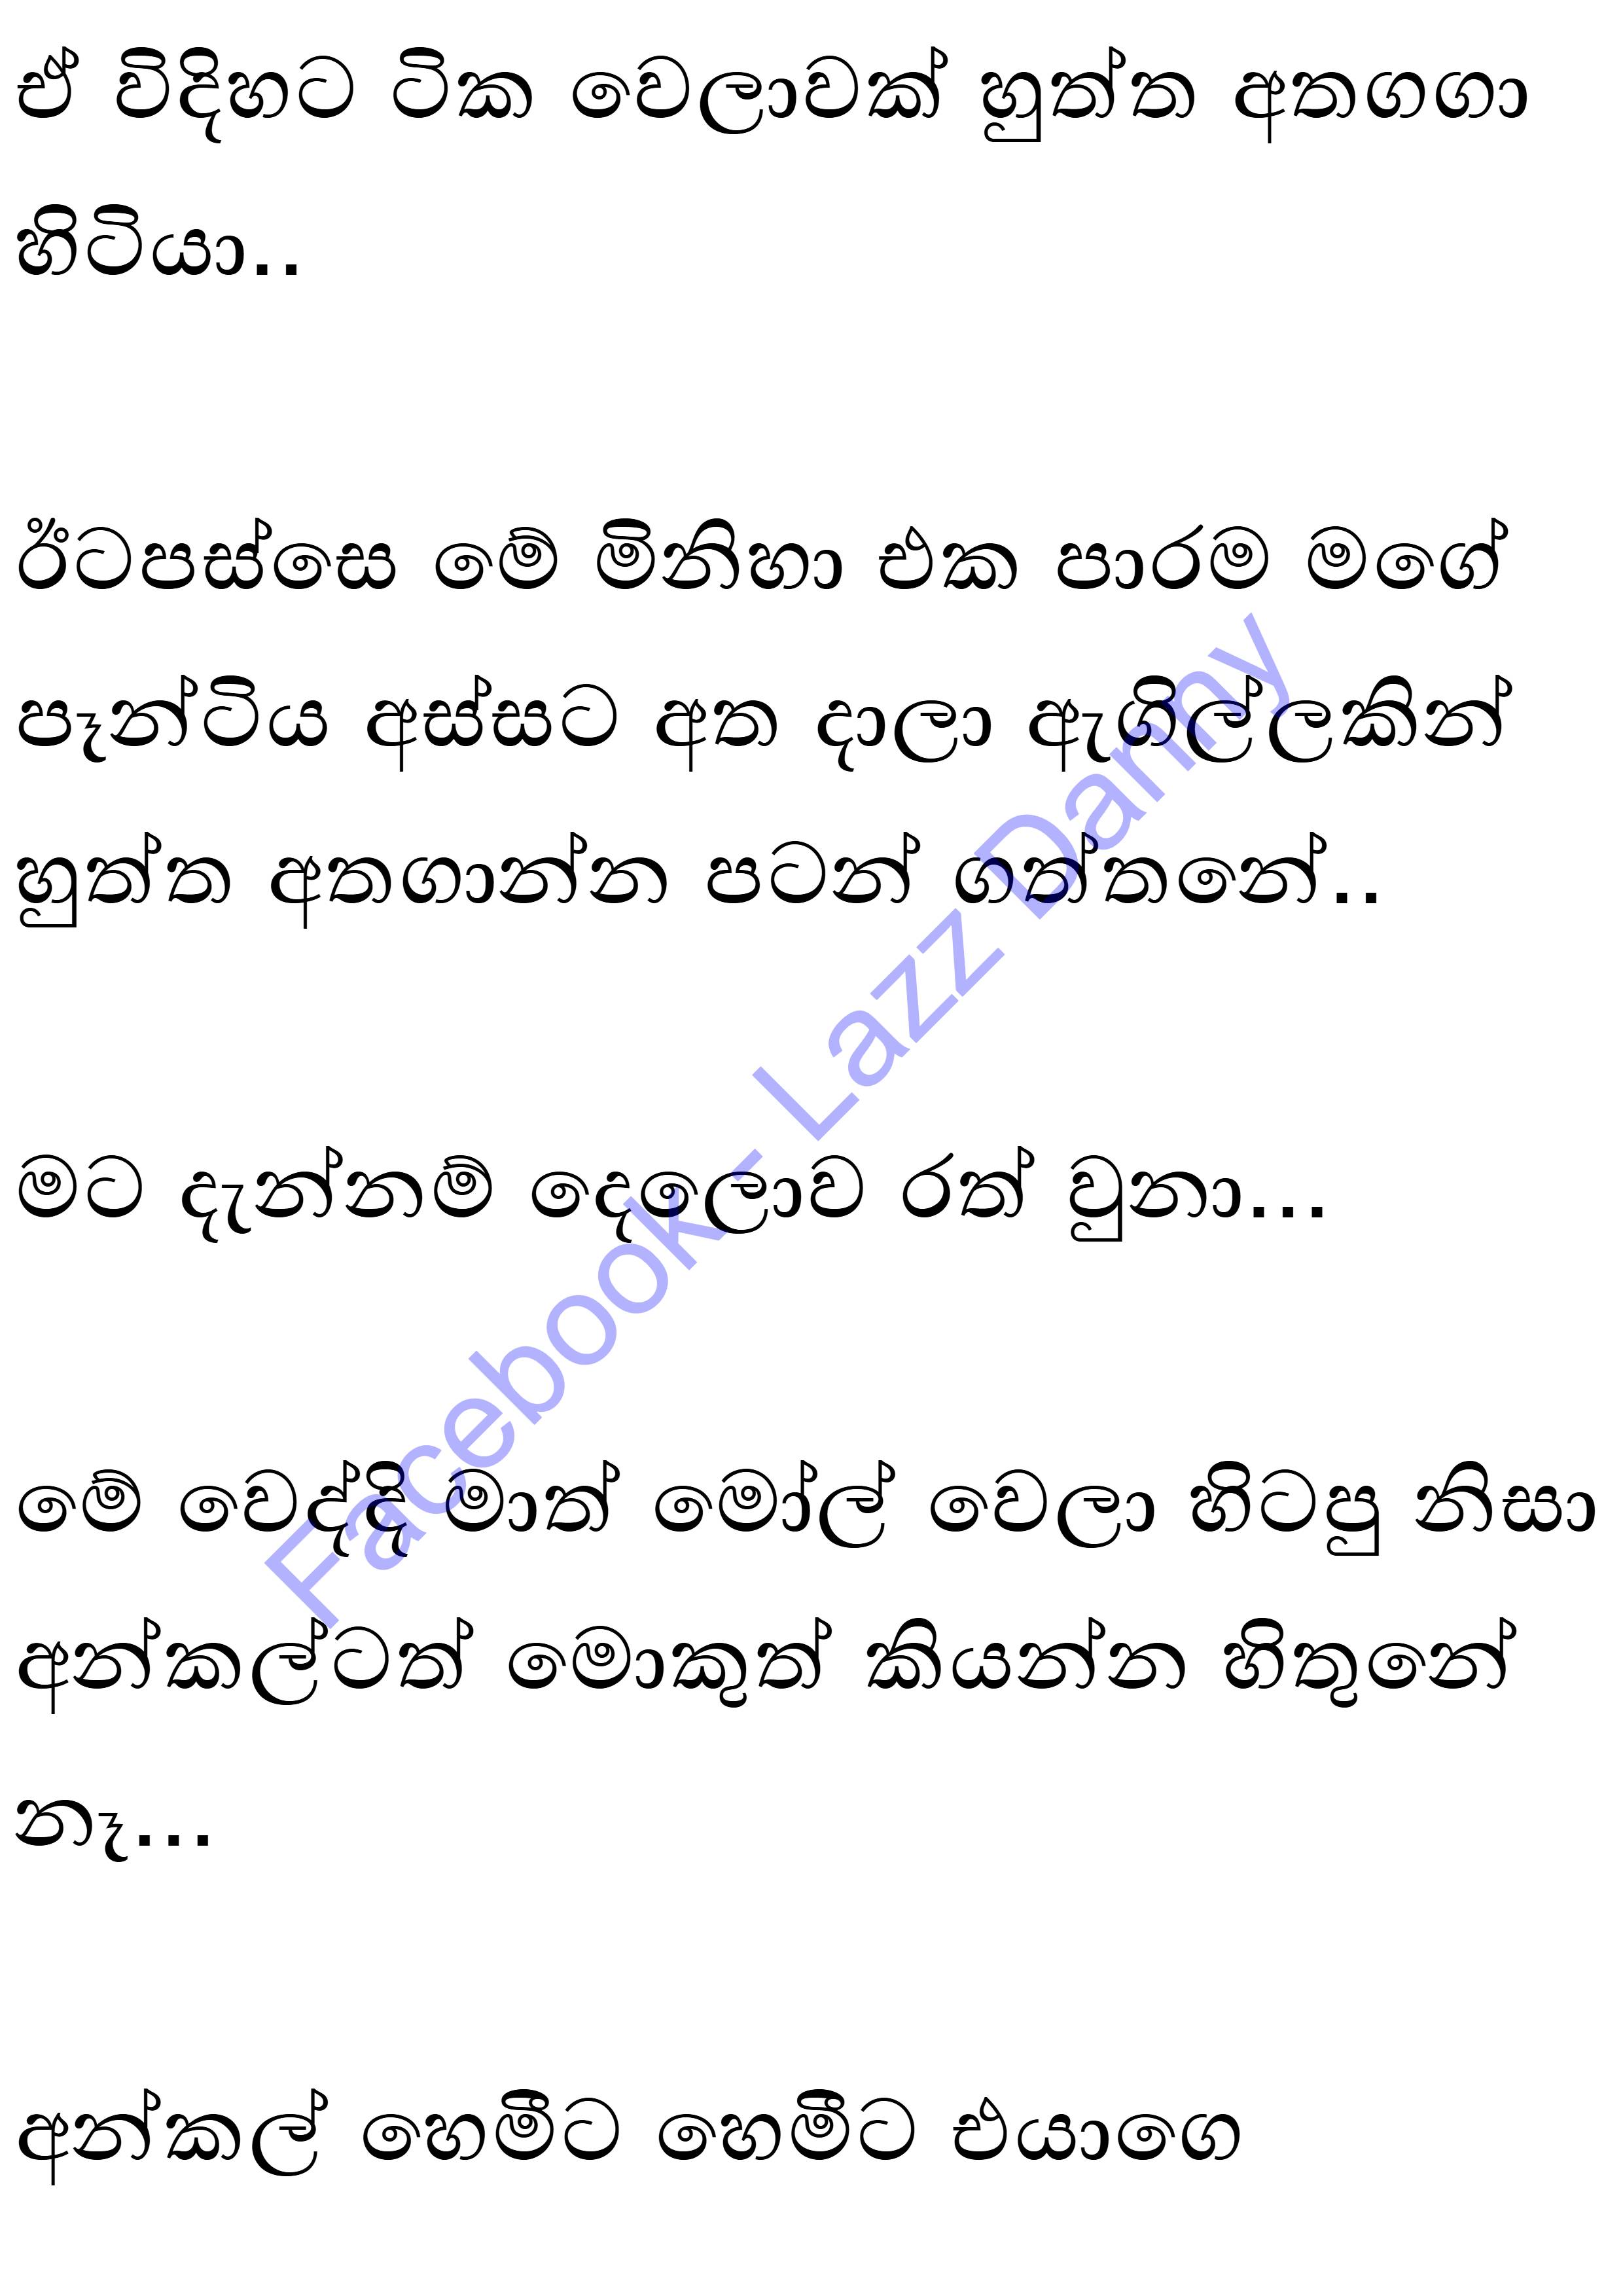 ඒ විදිහට ටික වෙලාවක් හුත්ත අතගගා
හිටියා..
ඊටපස්සෙ මේ මිනිහා එක පාරම මගේ
පෑන්ටිය අස්සට අත දාලා ඇඟිල්ලකින්
හුත්ත අතගාන්න පටන් ගත්තනේ..
මට දැන්නම් දෙලොව රත් වුනා...
මේ වෙද්දි මාත් මෝල් වෙලා හිටපු නිසා
අන්කල්ටත් මොකුත් කියන්න හිතුනේ
නෑ...
අන්කල් හෙමීට හෙමීට එයාගෙ
Facebook - Lazz Danny